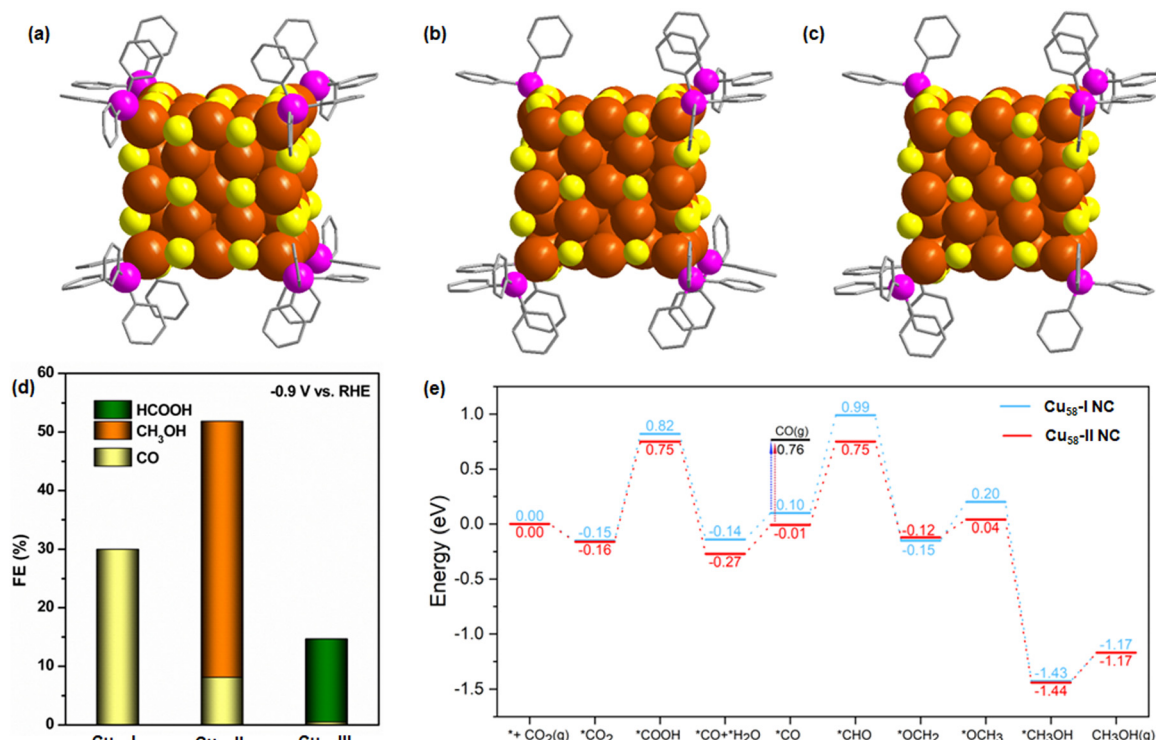 (a)
(b)
(c)
(d)
60
50
40
30
20
10
0
FE (%)
-0.9 V vs. RHE
HCOOH
CH3OH
CO
(e)
1.0
0.5
0.0
-0.5
-1.0
-1.5
Energy (eV)
Cu58-I NC
Cu58-II NC
0.00
0.00
-0.15
-0.16
0.82
0.75
-0.14
-0.27
CO(g)
0.76
0.10
-0.01
0.99
0.75
-0.12
-0.15
0.20
0.04
-1.43
-1.44
-1.17
-1.17
*+ CO2(g) *CO2 *COOH *CO+*H2O *CO *CHO *OCH2 *OCH3 *CH3OH CH3OH(g)